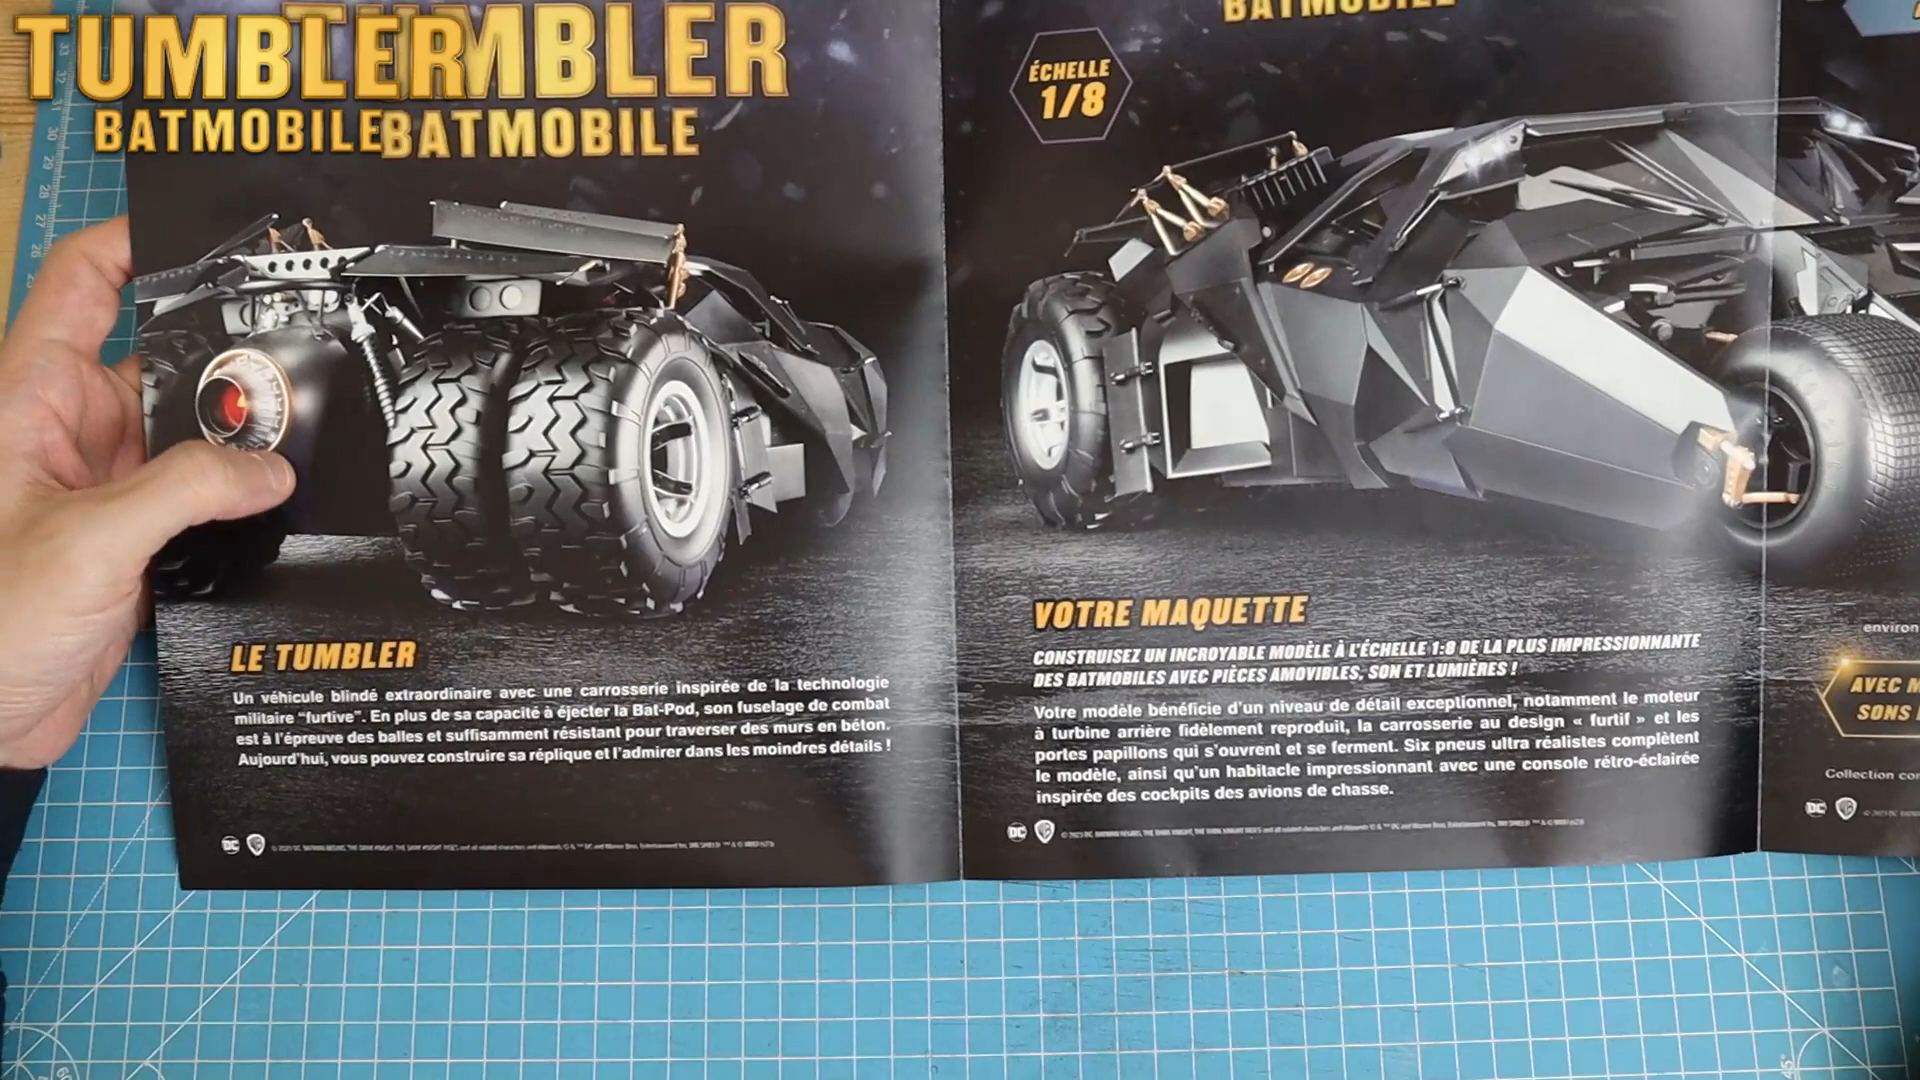 TUMBLER
BATMOBILE
MBLER
BATMOBILE
LE TUMBLER
Un véhicule blindé extraordinaire avec une carrosserie inspirée de la technologie
militaire “furtive”. En plus de sa capacité à éjecter la Bat-Pod, son fuselage de combat
est à l’épreuve des balles et suffisamment résistant pour traverser des murs en béton.
Aujourd’hui, vous pouvez construire sa réplique et l’admirer dans les moindres détails !
DC
BATMOBILE
ÉCHELLE
1/8
VOTRE MAQUETTE
CONSTRUISEZ UN INCROYABLE MODÈLE À L’ÉCHELLE 1:8 DE LA PLUS IMPRESSIONNANTE
DES BATMOBILES AVEC PIÈCES AMOVIBLES, SON ET LUMIÈRES !
Votre modèle bénéficie d’un niveau de détail exceptionnel, notamment le moteur
à turbine arrière fidèlement reproduit, la carrosserie au design « furtif » et les
portes papillons qui s’ouvrent et se ferment. Six pneus ultra réalistes complètent
le modèle, ainsi qu’un habitacle impressionnant avec une console rétro-éclairée
inspirée des cockpits des avions de chasse.
DC WB
environ
AVEC
SONS
Collection
DC